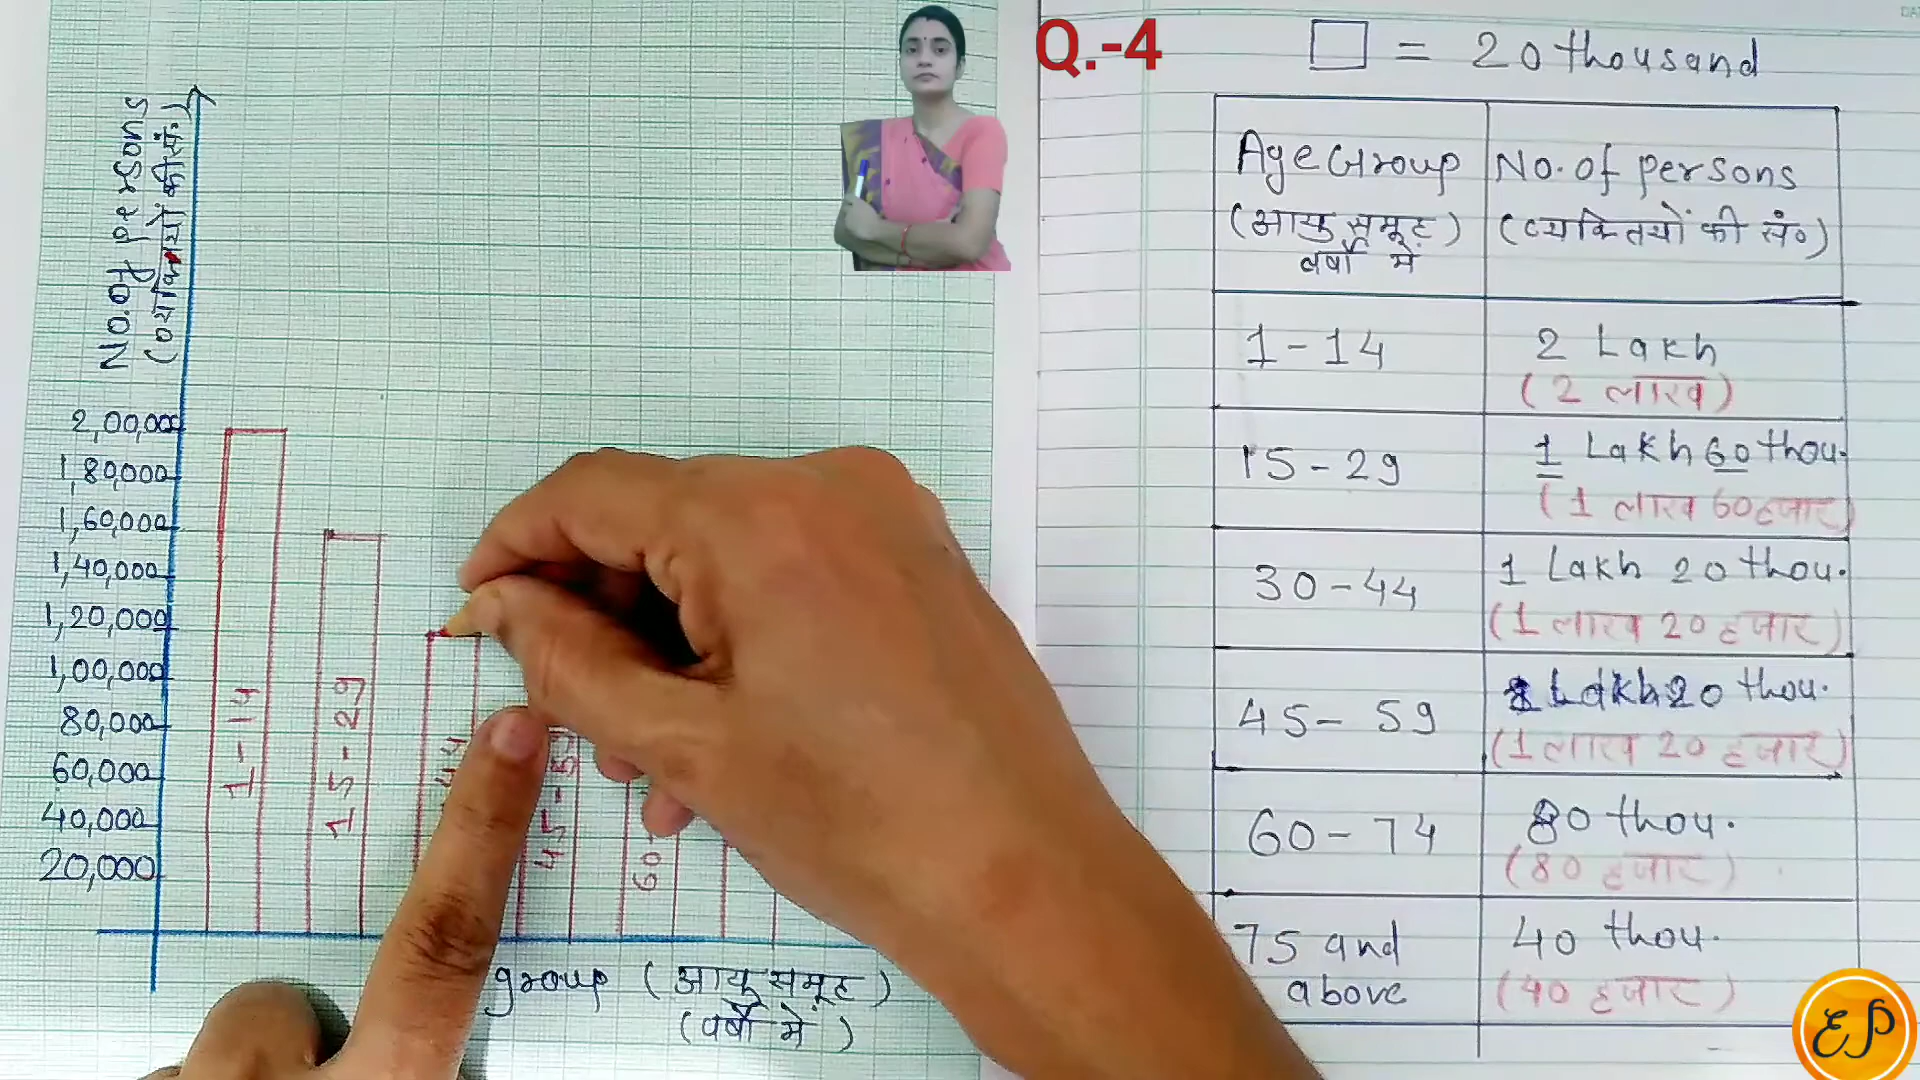 Q.-4
□ = 20 thousand
No. of persons
2,00,000
1,80,000
1,60,000
1,40,000
1,20,000
1,00,000
80,000
60,000
40,000
20,000
1-14
15-29
44
45-59
60-
group (आयु समूह)
(वर्षों में)
Age Group
(आयु समूह)
वर्षों में
No. of persons
(व्यक्तियों की सं०)
1-14
2 Lakh
(2 लाख)
15-29
1 Lakh 60 thou.
(1 लाख 60 हजार)
30-44
1 Lakh 20 thou.
(1 लाख 20 हजार)
45-59
1 Lakh 20 thou.
(1 लाख 20 हजार)
60-74
80 thou.
(80 हजार)
75 and
above
40 thou.
(40 हजार)
EP